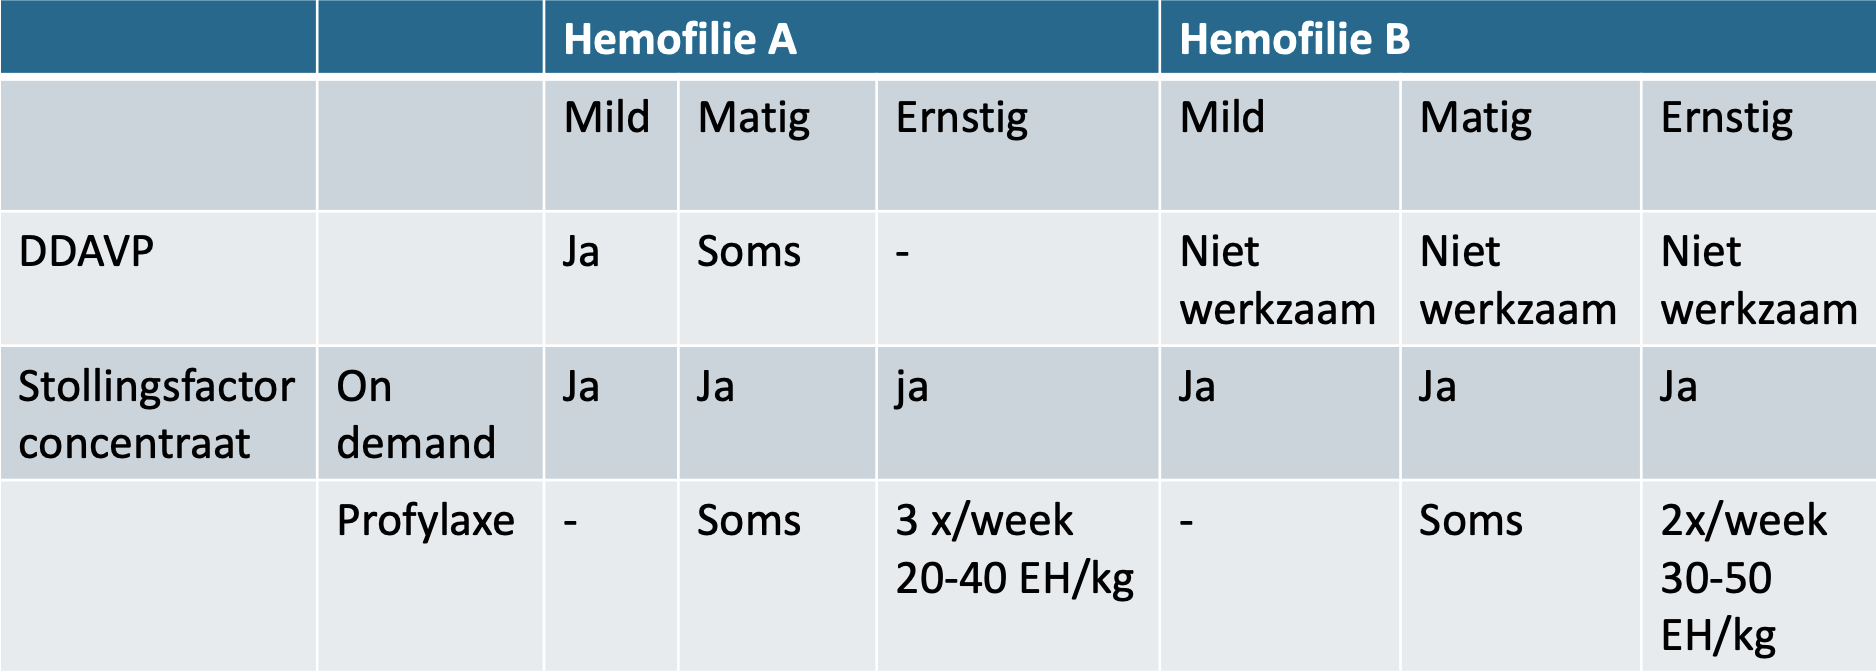 Hemofilie A Hemofilie B
Mild Matig Ernstig Mild Matig Ernstig
DDAVP Ja Soms - Niet werkzaam Niet werkzaam Niet werkzaam
Stollingsfactor concentraat On demand Ja Ja ja Ja Ja Ja
Profylaxe - Soms 3 x/week 20-40 EH/kg - Soms 2x/week 30-50 EH/kg